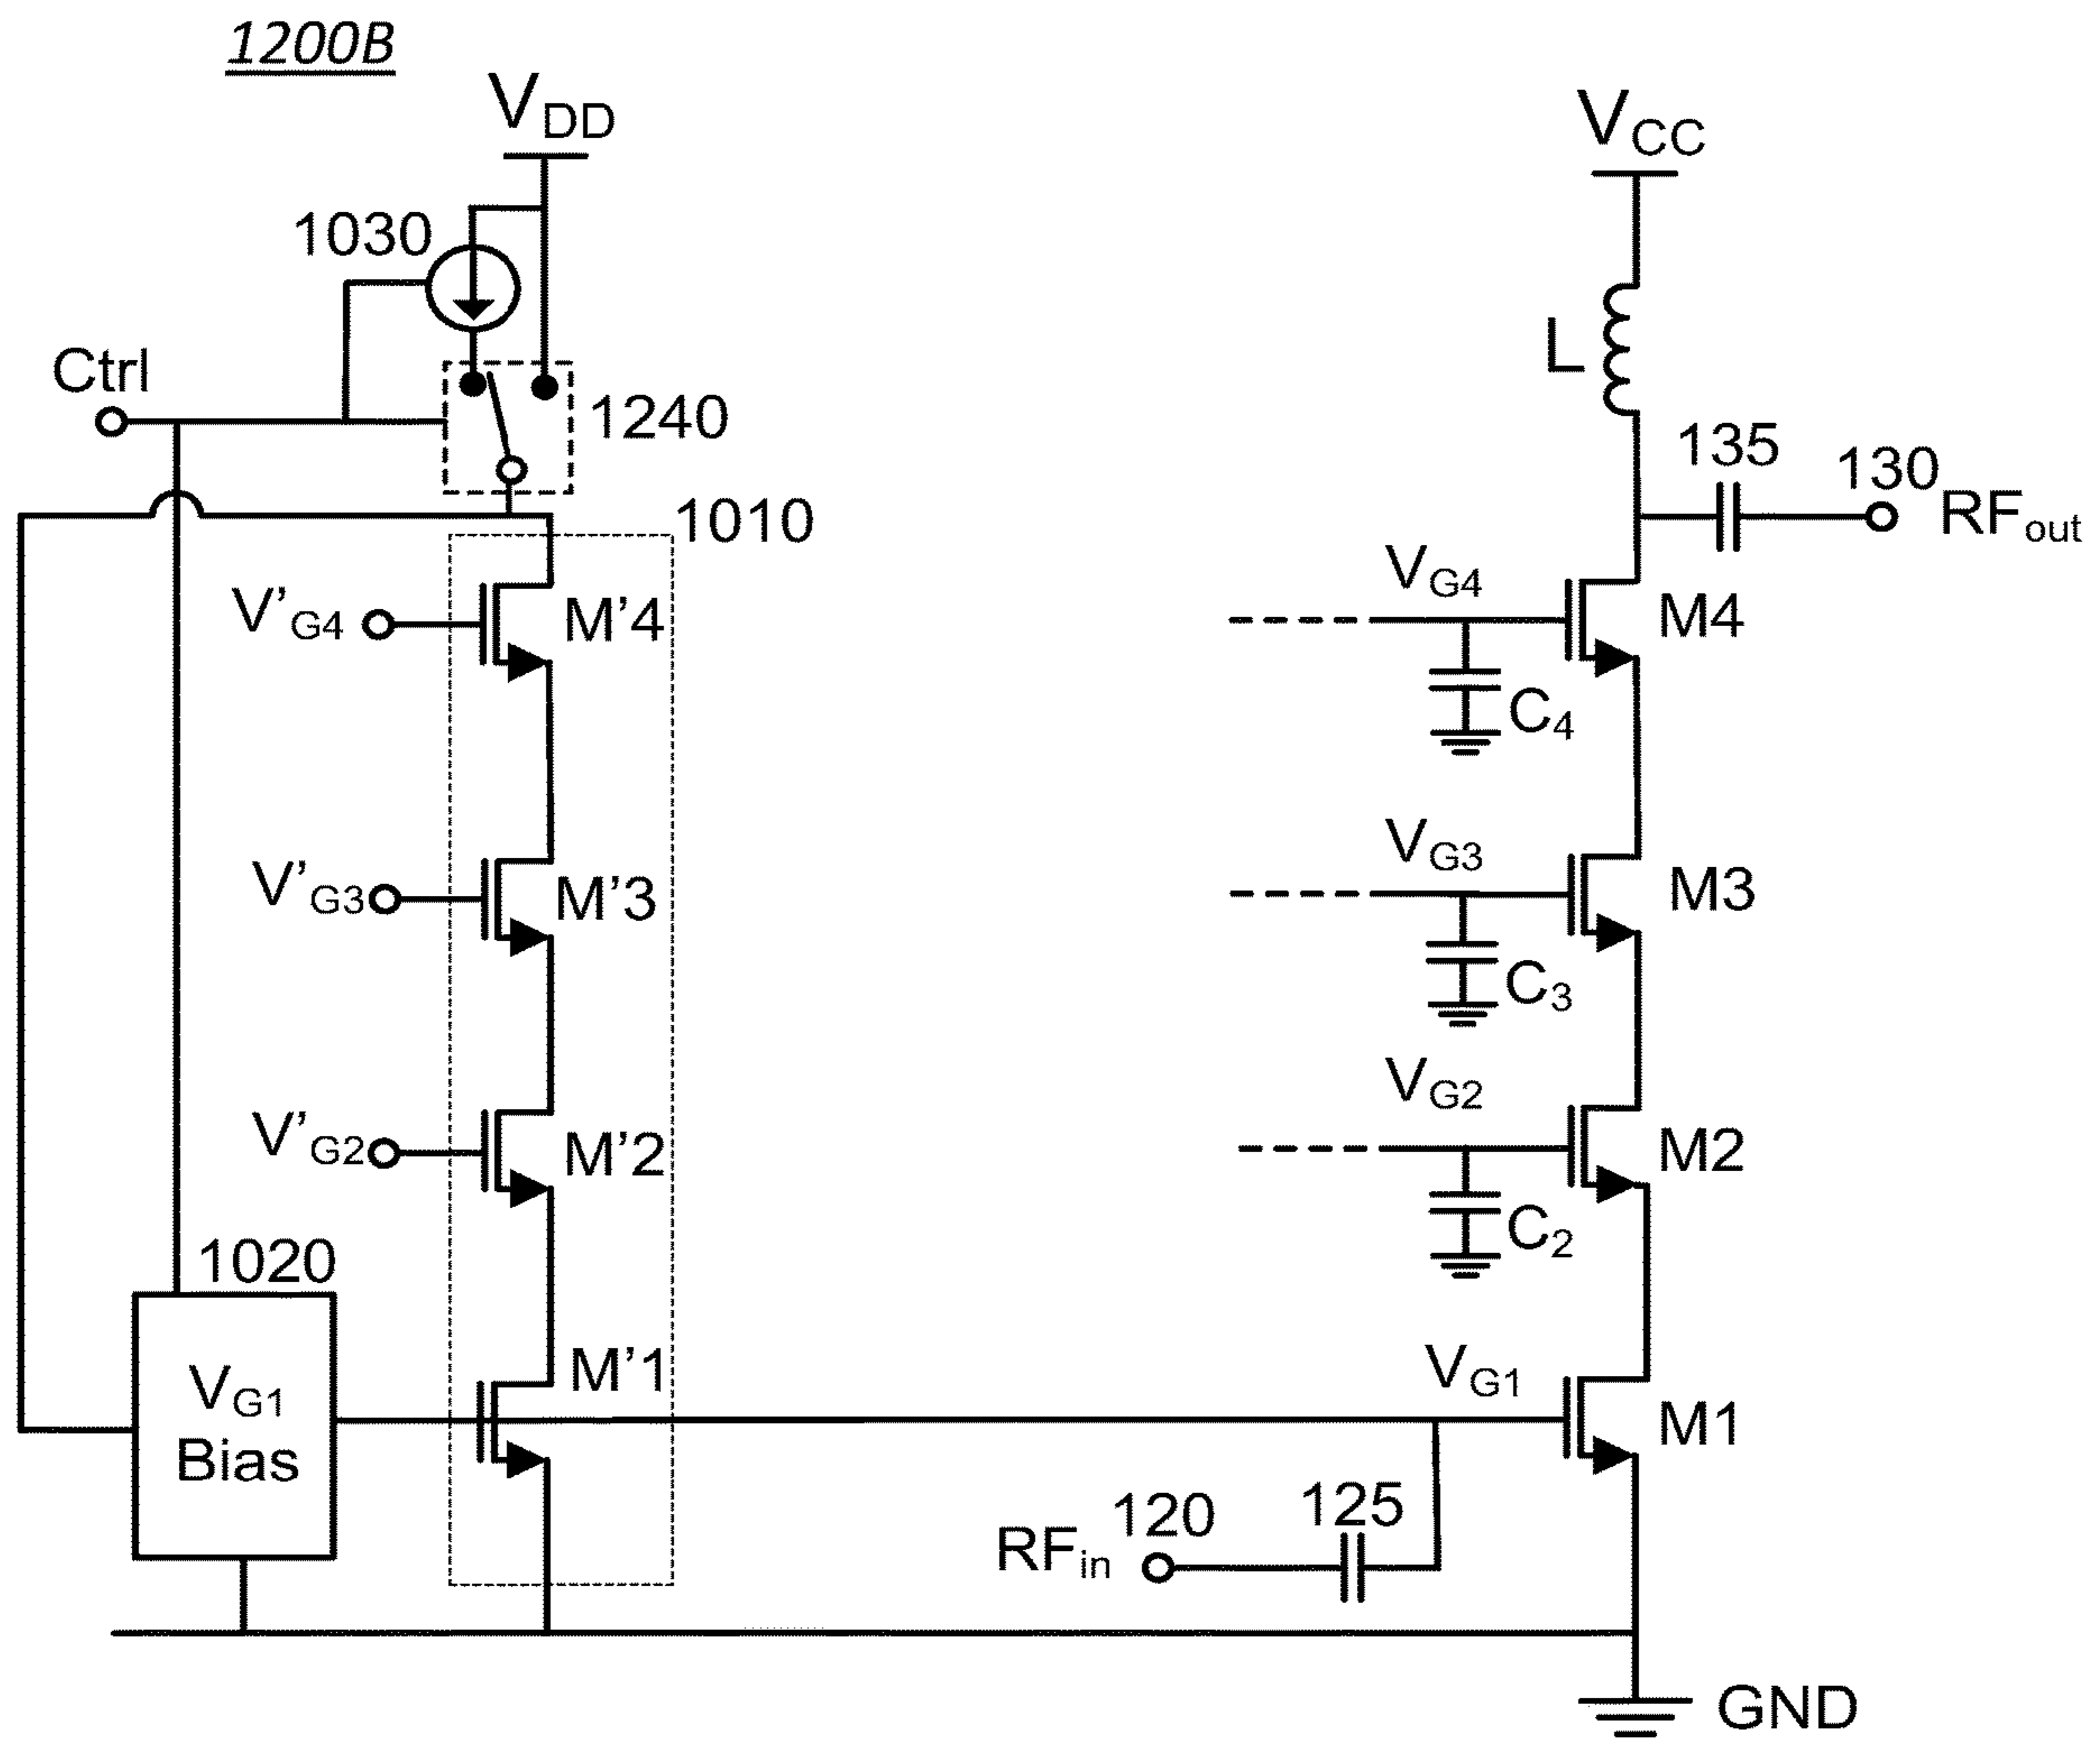 1200B
VDD
VCC
1030
L
Ctrl
1240
135
130
RFout
1010
V'G4
M'4
VG4
M4
C4
V'G3
M'3
VG3
M3
C3
V'G2
M'2
VG2
M2
C2
1020
VG1
Bias
M'1
VG1
M1
RFin
120
125
GND